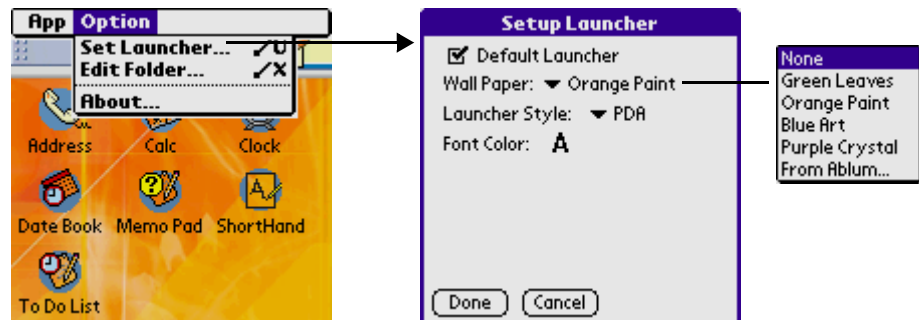 App Option
Set Launcher... ⁄U
Edit Folder... ⁄X
About...
Address Calc Clock
Date Book Memo Pad ShortHand
To Do List
Setup Launcher
Default Launcher
Wall Paper: Orange Paint
Launcher Style: PDA
Font Color: A
Done Cancel
None
Green Leaves
Orange Paint
Blue Art
Purple Crystal
From Ablum...